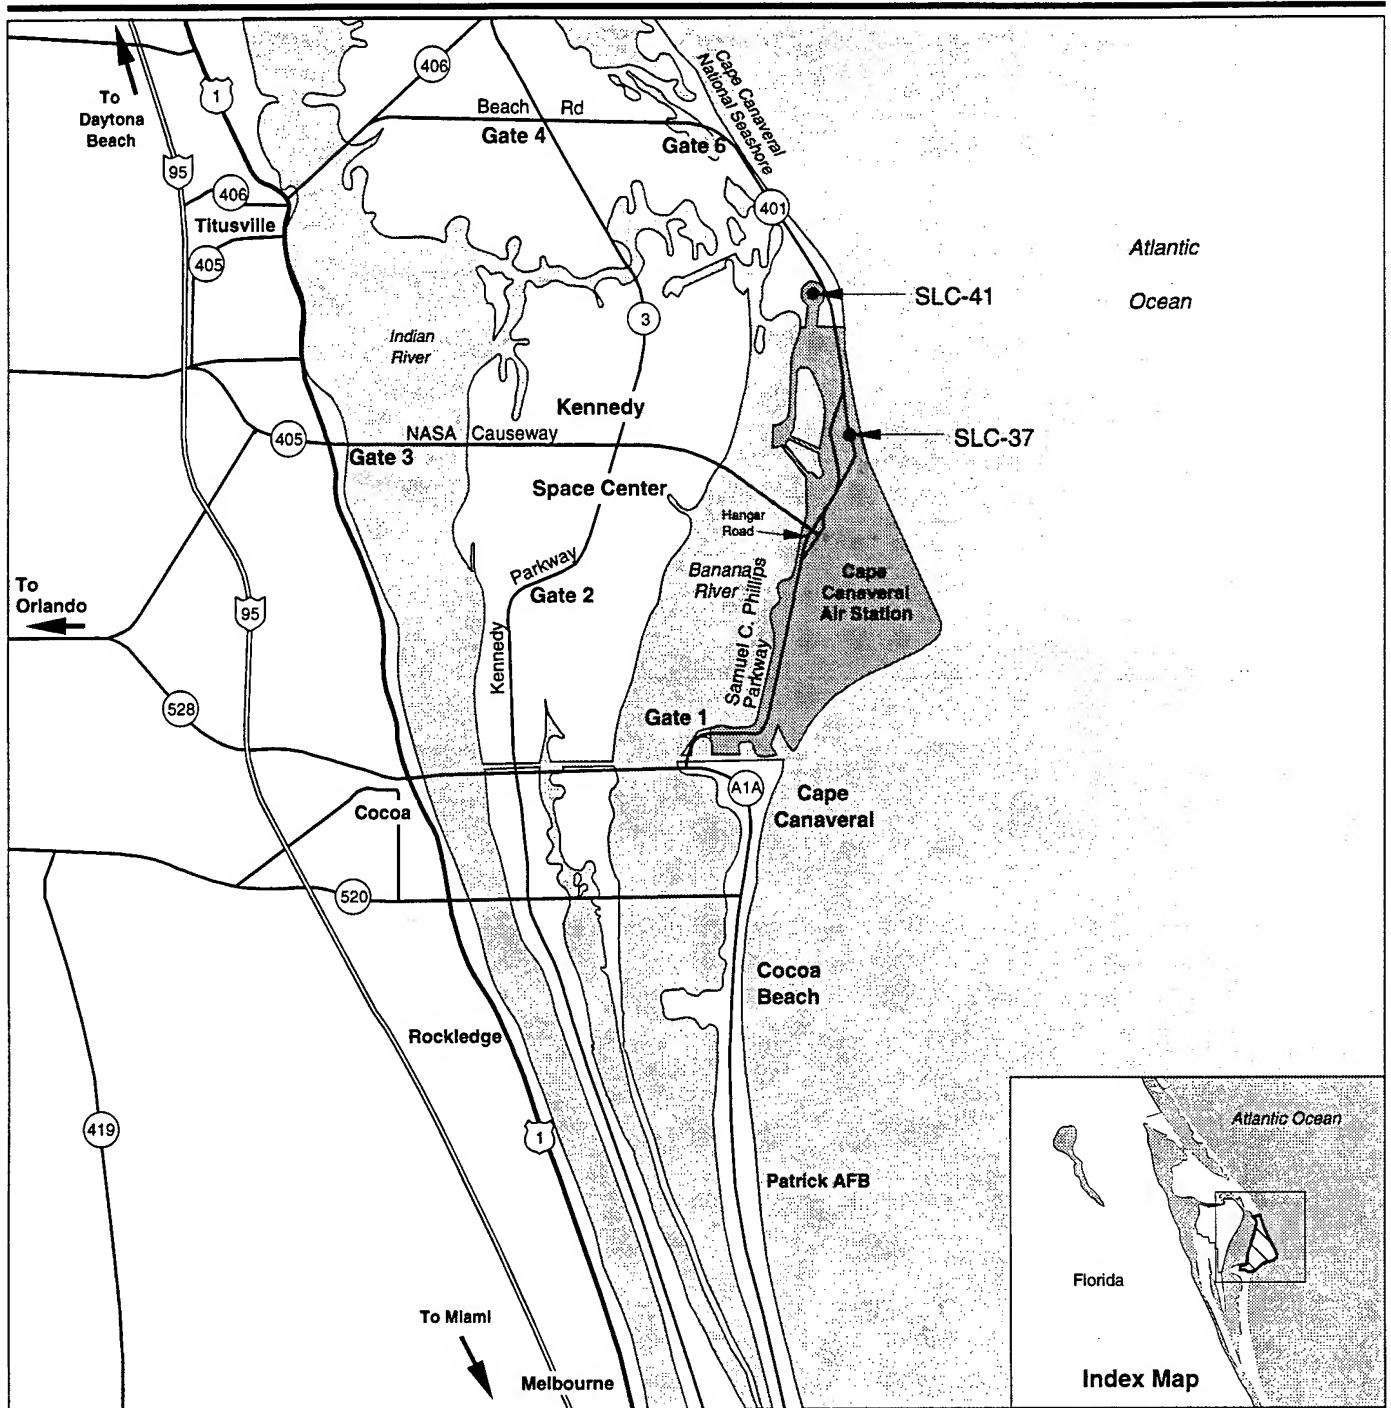 406
1
To
Daytona
Beach
Beach Rd
Gate 4
Gate 6
Cape Canaveral
National Seashore
95
406
401
Titusville
405
Atlantic
Ocean
SLC-41
3
Indian
River
Kennedy
SLC-37
405
NASA Causeway
Gate 3
Space Center
Hangar
Road
Parkway
Banana
River
Cape
Canaveral
Air Station
To
Orlando
95
Gate 2
Kennedy
Samuel C. Phillips
Parkway
528
Gate 1
A1A
Cape
Canaveral
Cocoa
520
Cocoa
Beach
Rockledge
419
1
Patrick AFB
To Miami
Melbourne
Atlantic Ocean
Florida
Index Map